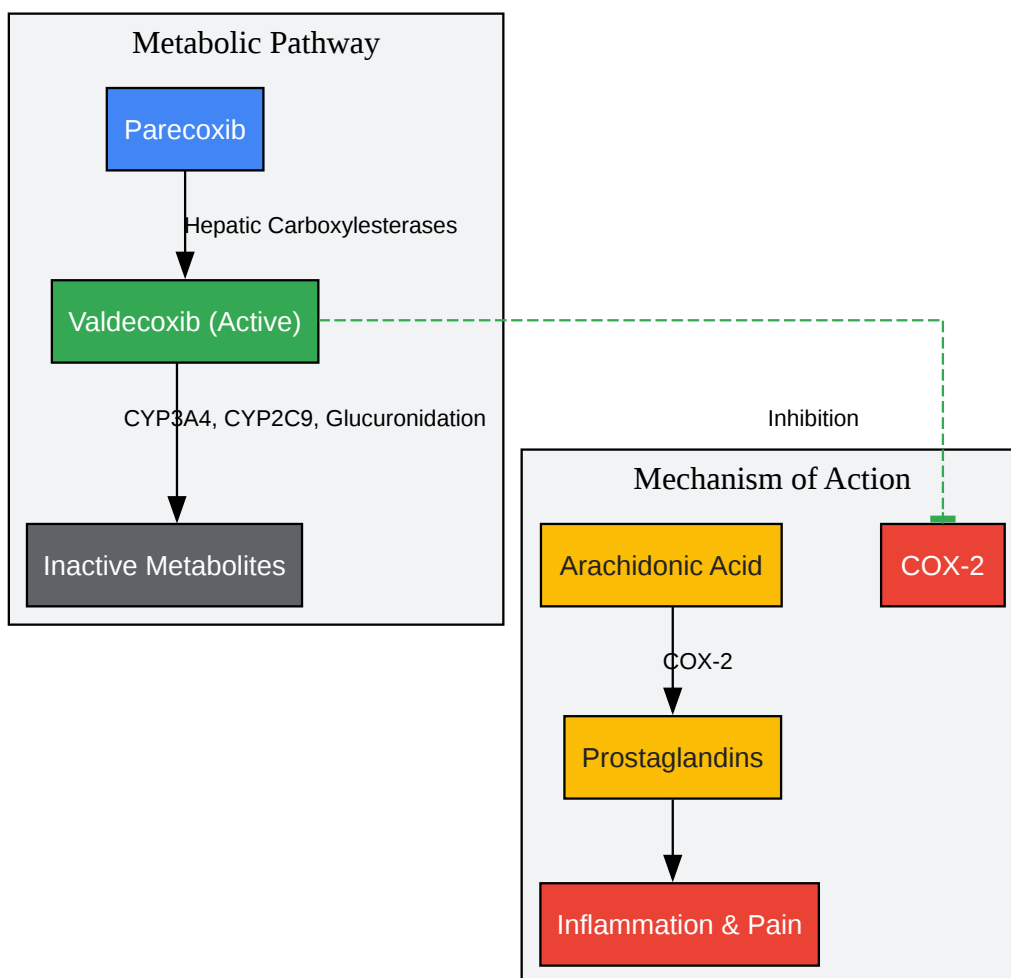 Metabolic Pathway
Parecoxib
Hepatic Carboxylesterases
Valdecoxib (Active)
CYP3A4, CYP2C9, Glucuronidation
Inactive Metabolites
Inhibition
Mechanism of Action
Arachidonic Acid
COX-2
COX-2
Prostaglandins
Inflammation & Pain